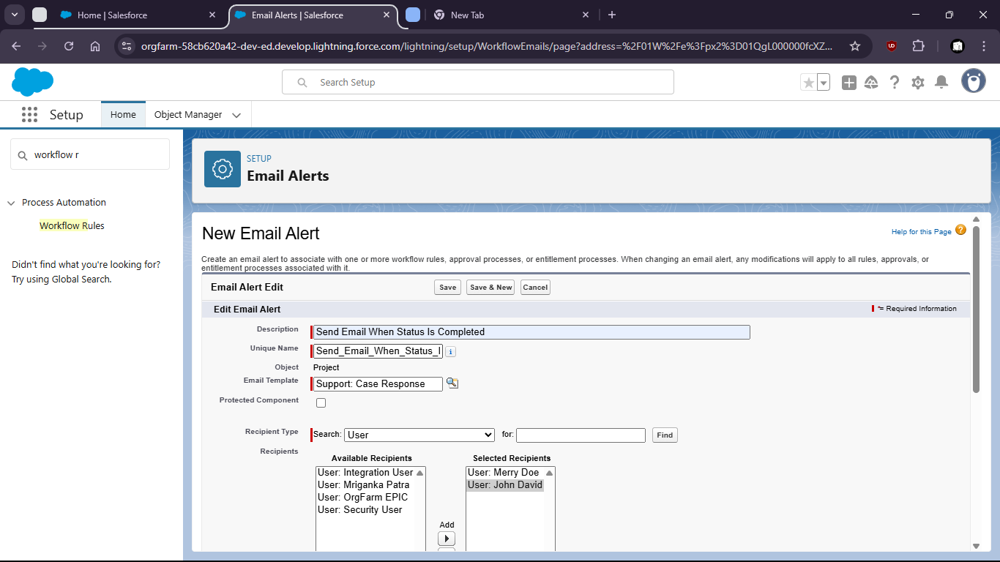 Home | Salesforce
Email Alerts | Salesforce
New Tab
orgfarm-58cb620a42-dev-ed.develop.lightning.force.com/lightning/setup/WorkflowEmails/page?address=%2F01W%2Fe%3Fpx2%3D01QgL000000fcXZ...
Search Setup
Setup
Home
Object Manager
workflow r
Process Automation
Workflow Rules
Didn't find what you're looking for?
Try using Global Search.
SETUP
Email Alerts
New Email Alert
Help for this Page ?
Create an email alert to associate with one or more workflow rules, approval processes, or entitlement processes. When changing an email alert, any modifications will apply to all rules, approvals, or
entitlement processes associated with it.
Email Alert Edit
Save
Save & New
Cancel
Edit Email Alert
*= Required Information
Description
Send Email When Status Is Completed
Unique Name
Send_Email_When_Status_I
i
Object
Project
Email Template
Support: Case Response
Protected Component
Recipient Type
Search:
User
for:
Find
Recipients
Available Recipients
User: Integration User
User: Mriganka Patra
User: OrgFarm EPIC
User: Security User
Add
Selected Recipients
User: Merry Doe
User: John David